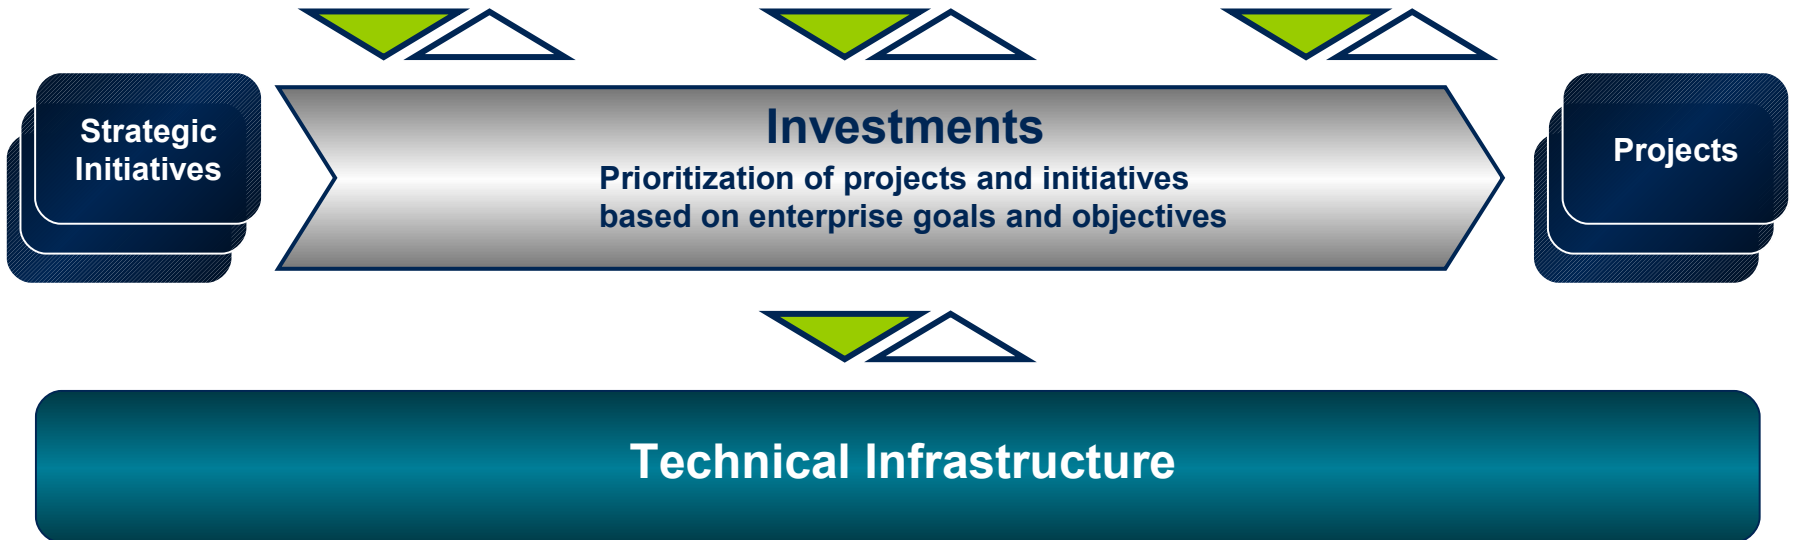 Strategic
Initiatives
Investments
Prioritization of projects and initiatives
based on enterprise goals and objectives
Projects
Technical Infrastructure